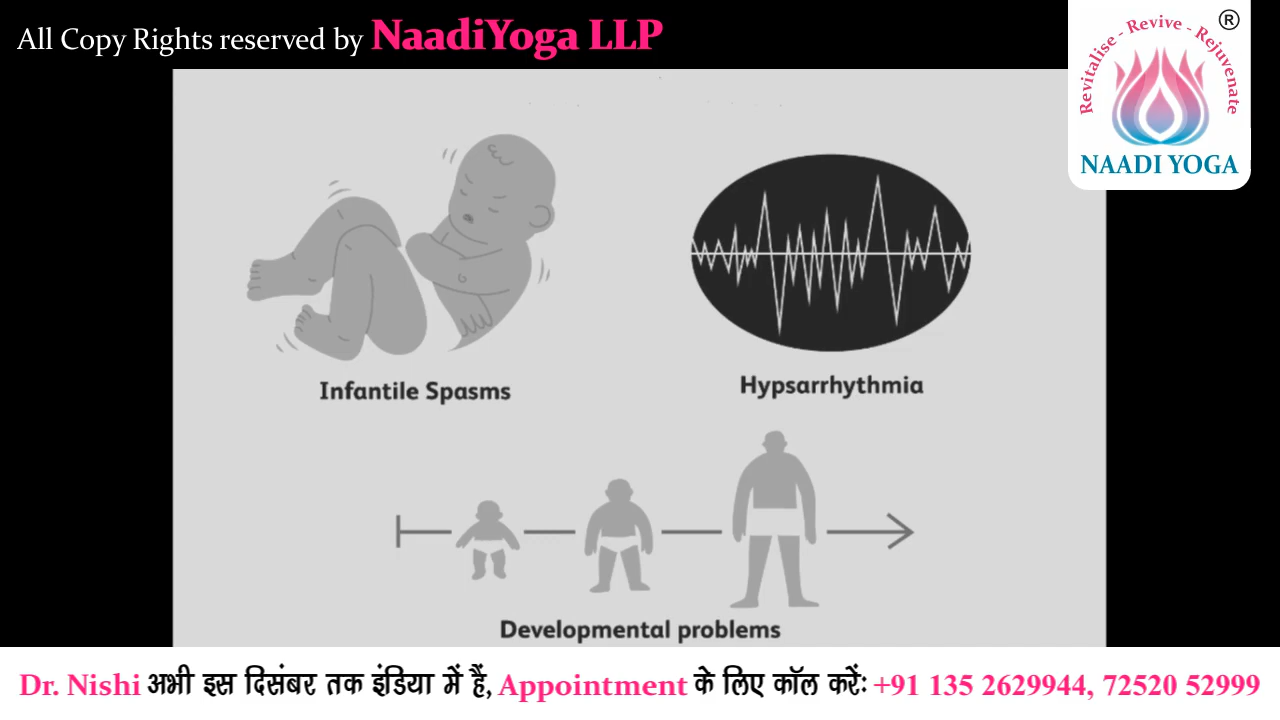 All Copy Rights reserved by NaadiYoga LLP
Revitalise - Revive - Rejuvenate ®
NAADI YOGA
Infantile Spasms
Hypsarrhythmia
Developmental problems
Dr. Nishi अभी इस दिसंबर तक इंडिया में हैं, Appointment के लिए कॉल करें: +91 135 2629944, 72520 52999